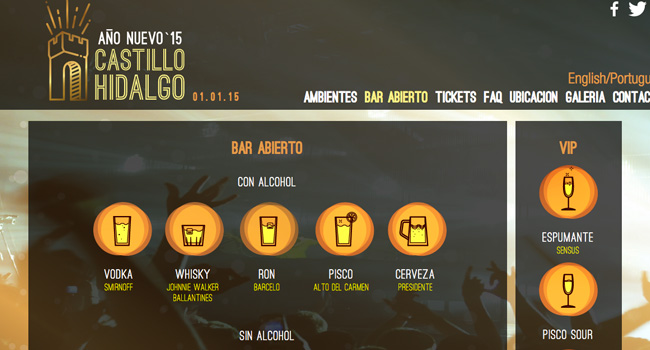 AÑO NUEVO`15
CASTILLO
HIDALGO
01.01.15
English/Portugu
AMBIENTES BAR ABIERTO TICKETS FAQ UBICACION GALERIA CONTAC
BAR ABIERTO
CON ALCOHOL
VODKA
SMIRNOFF
WHISKY
JOHNNIE WALKER
BALLANTINES
RON
BARCELO
PISCO
ALTO DEL CARMEN
CERVEZA
PRESIDENTE
SIN ALCOHOL
VIP
ESPUMANTE
SENSUS
PISCO SOUR